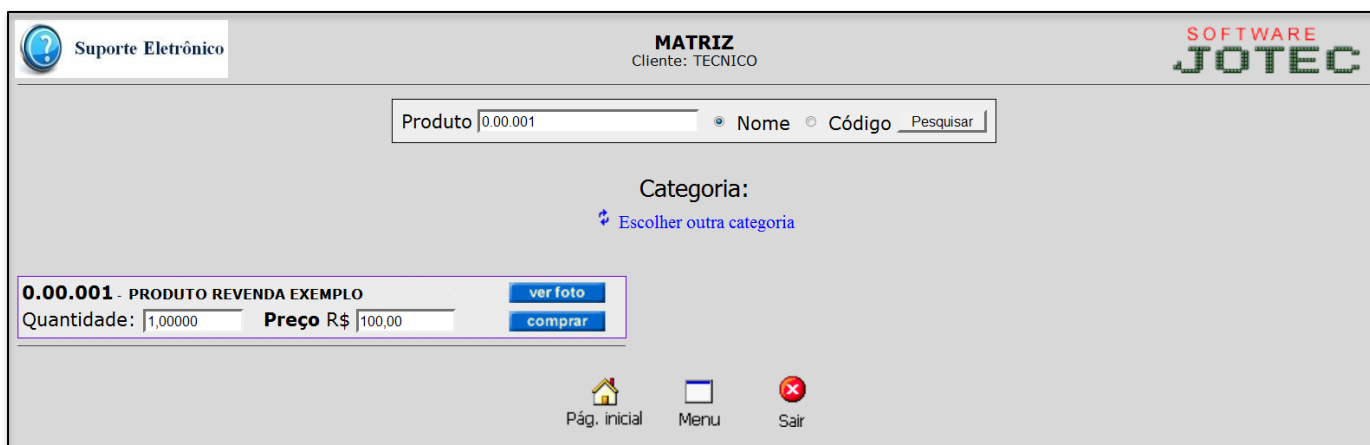 Suporte Eletrônico
MATRIZ
Cliente: TECNICO
SOFTWARE
JOTEC
Produto 0.00.001 Nome Código Pesquisar
Categoria:
Escolher outra categoria
0.00.001 - PRODUTO REVENDA EXEMPLO ver foto
Quantidade: 1,00000 Preço R$ 100,00 comprar
Pág. inicial Menu Sair